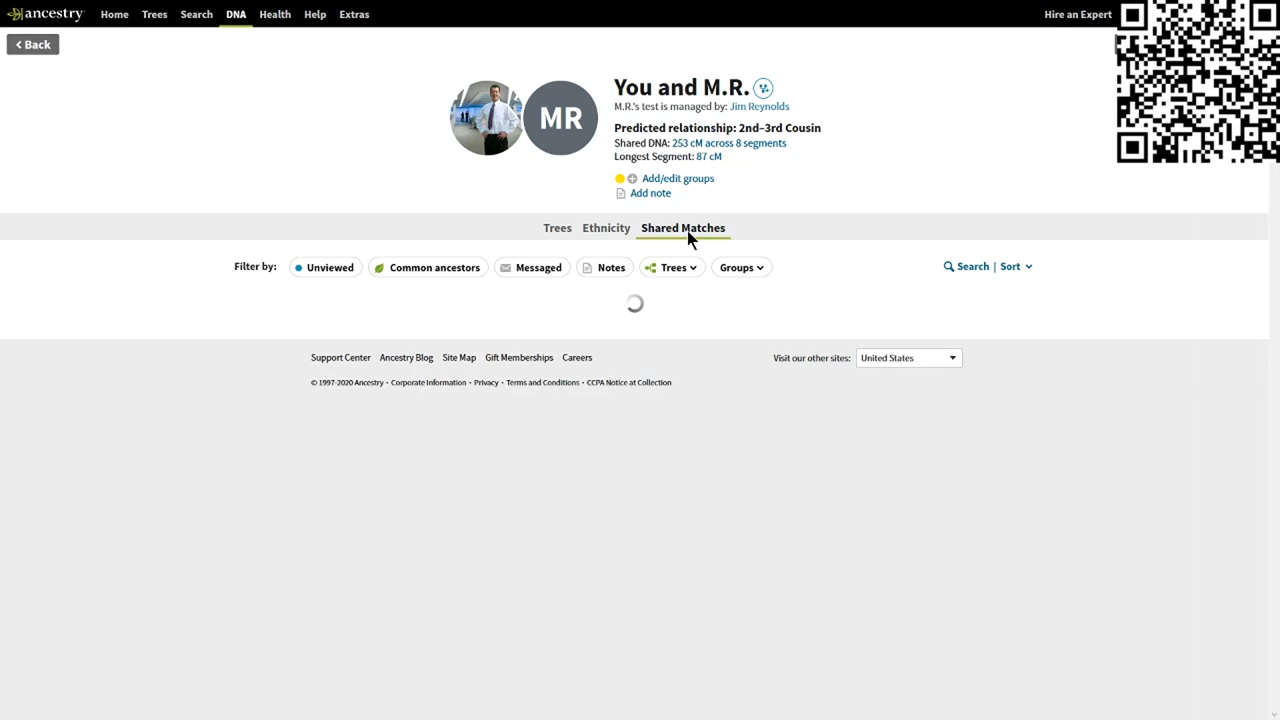 ancestry Home Trees Search DNA Health Help Extras Hire an Expert
< Back
MR
You and M.R.
M.R.'s test is managed by: Jim Reynolds
Predicted relationship: 2nd–3rd Cousin
Shared DNA: 253 cM across 8 segments
Longest Segment: 87 cM
Add/edit groups
Add note
Trees Ethnicity Shared Matches
Filter by: Unviewed Common ancestors Messaged Notes Trees Groups Search | Sort
Support Center Ancestry Blog Site Map Gift Memberships Careers Visit our other sites: United States
© 1997-2020 Ancestry • Corporate Information • Privacy • Terms and Conditions • CCPA Notice at Collection